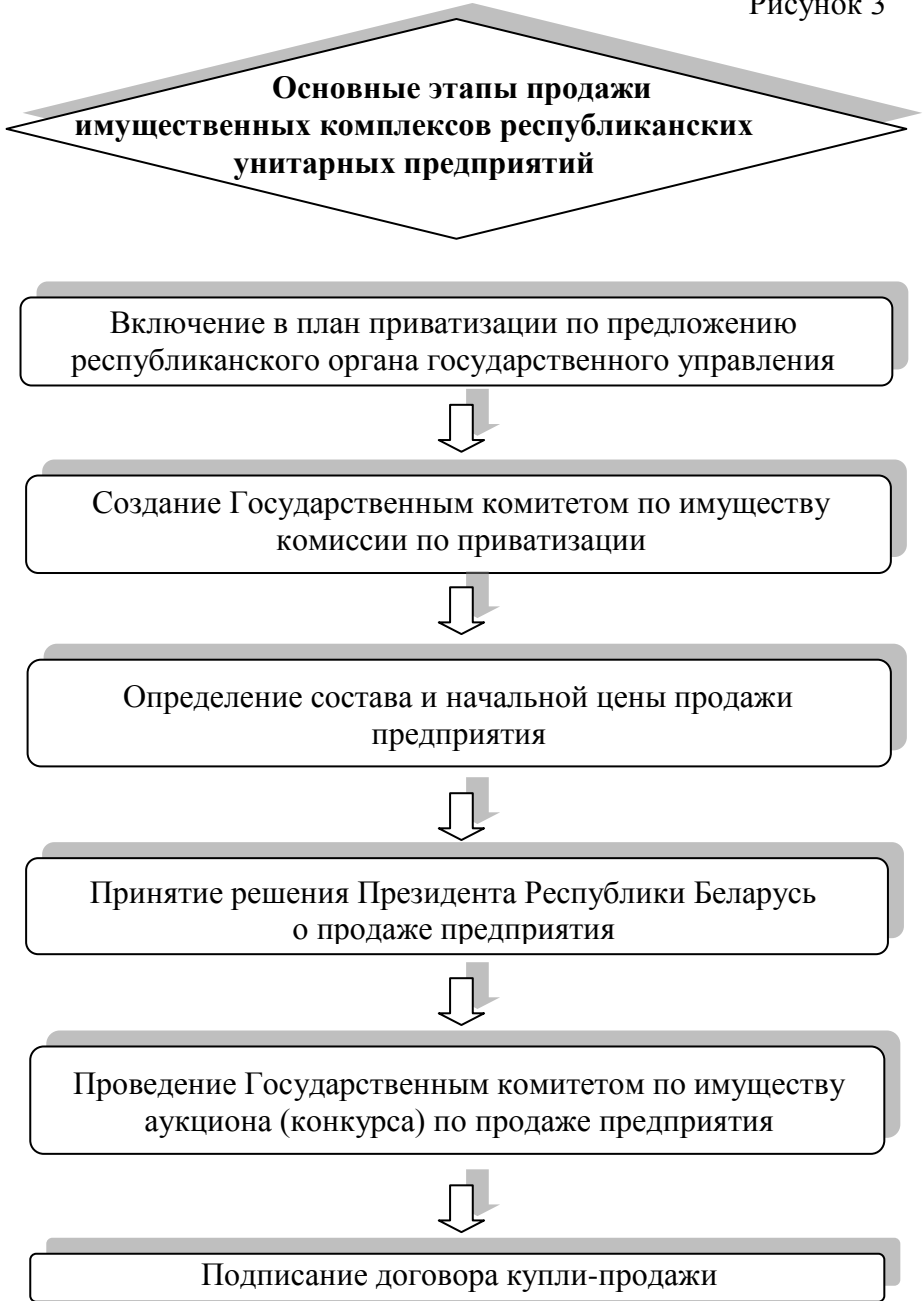 Рисунок 3
Основные этапы продажи
имущественных комплексов республиканских
унитарных предприятий
Включение в план приватизации по предложению
республиканского органа государственного управления
Создание Государственным комитетом по имуществу
комиссии по приватизации
Определение состава и начальной цены продажи
предприятия
Принятие решения Президента Республики Беларусь
о продаже предприятия
Проведение Государственным комитетом по имуществу
аукциона (конкурса) по продаже предприятия
Подписание договора купли-продажи